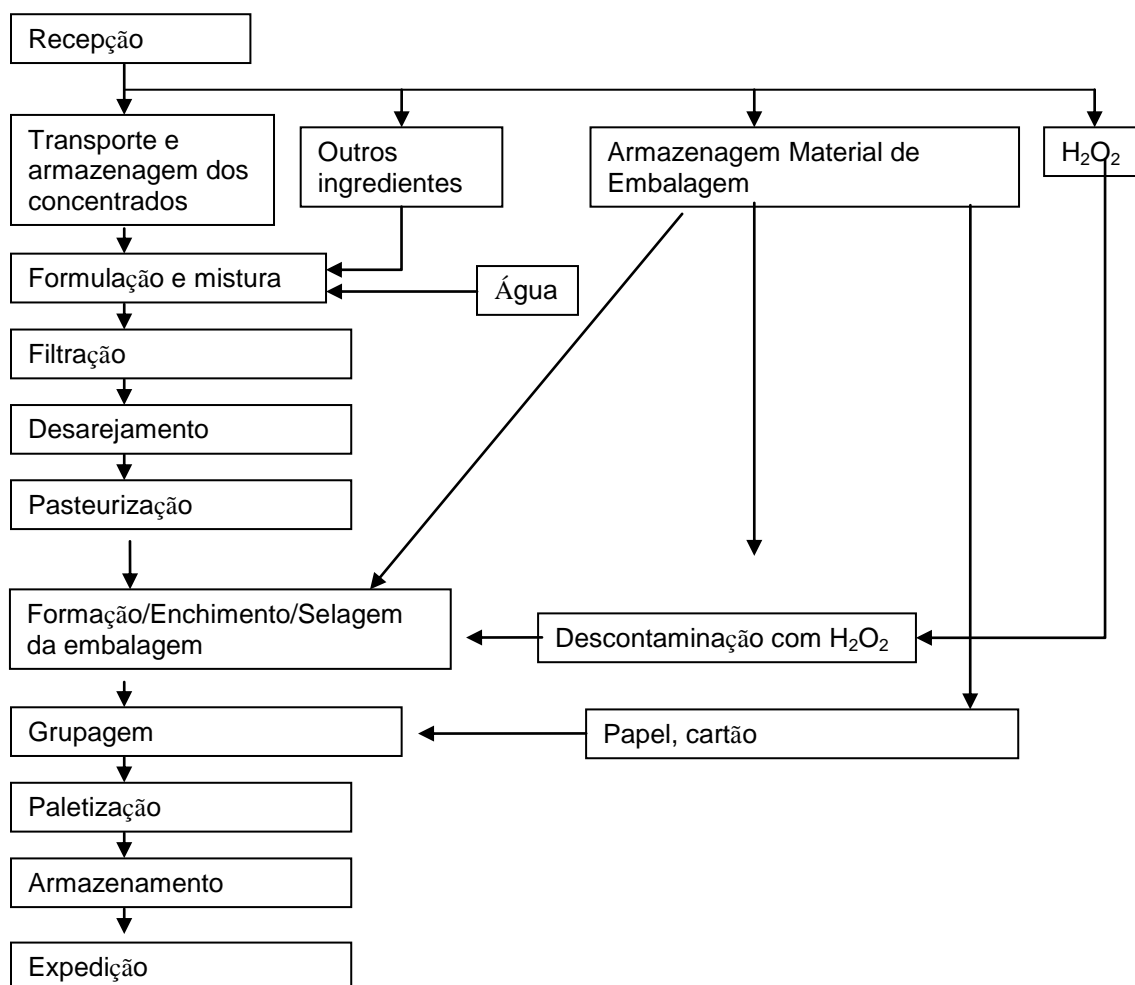 Recepção
Transporte e
armazenagem dos
concentrados
Outros
ingredientes
Armazenagem Material de
Embalagem
H₂O₂
Formulação e mistura
Água
Filtração
Desarejamento
Pasteurização
Formação/Enchimento/Selagem
da embalagem
Descontaminação com H₂O₂
Grupagem
Papel, cartão
Paletização
Armazenamento
Expedição